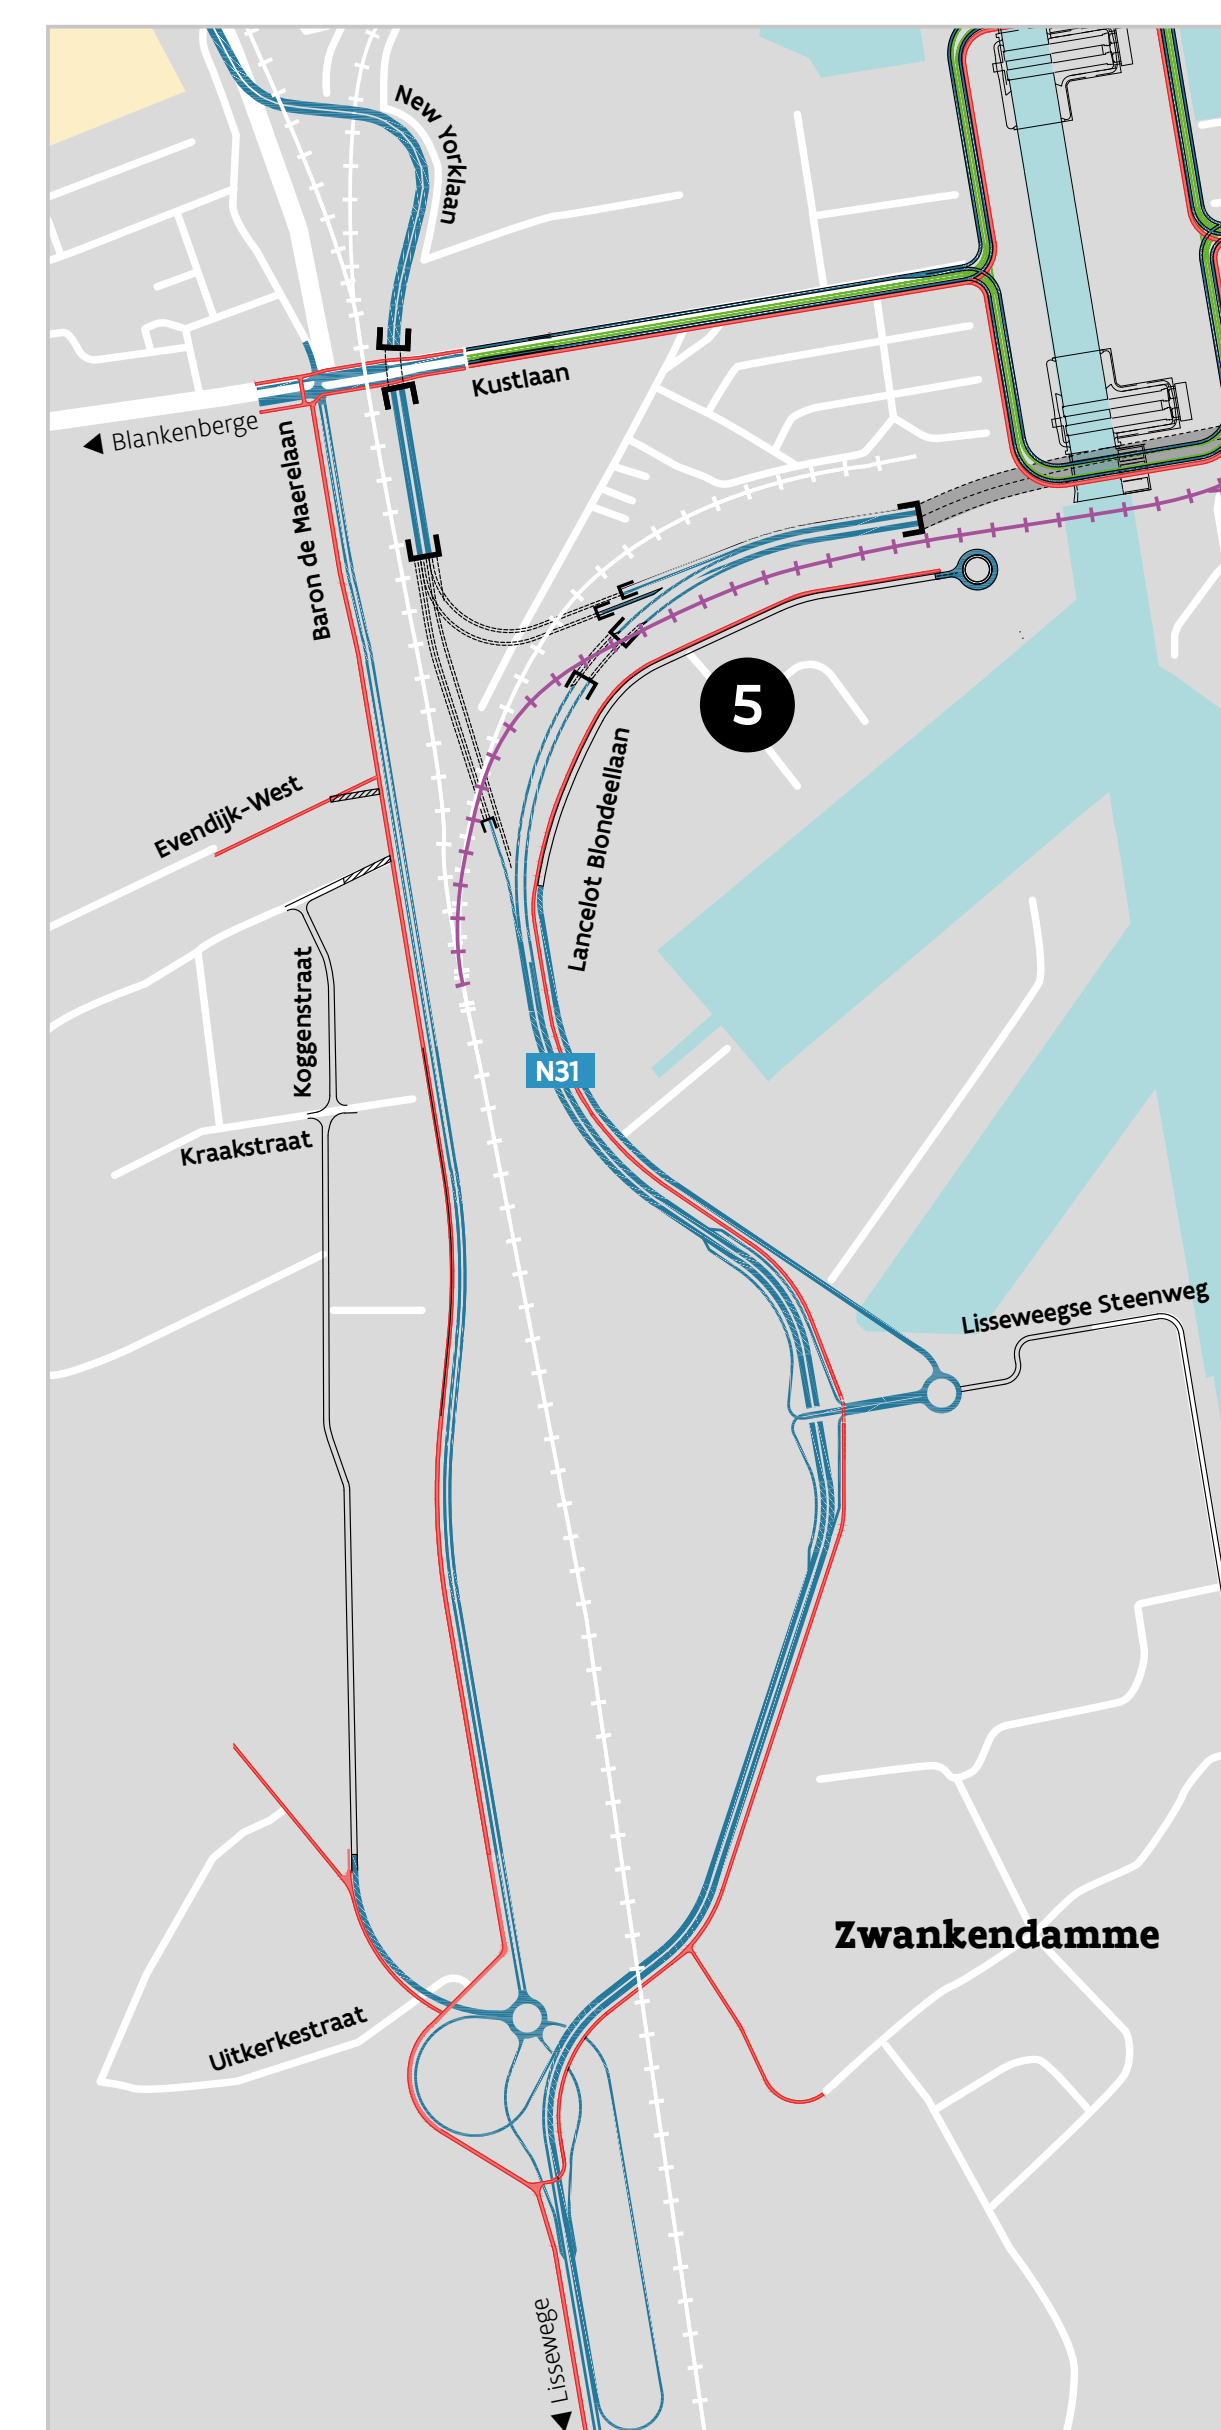 New Yorklaan
Kustlaan
Blankenberge
Baron de Maerelaan
5
Evendijk-West
Lancelot Blondeellaan
Koggenstraat
N31
Kraakstraat
Lisseweegse Steenweg
Zwankendamme
Uitkerkestraat
Lissewege